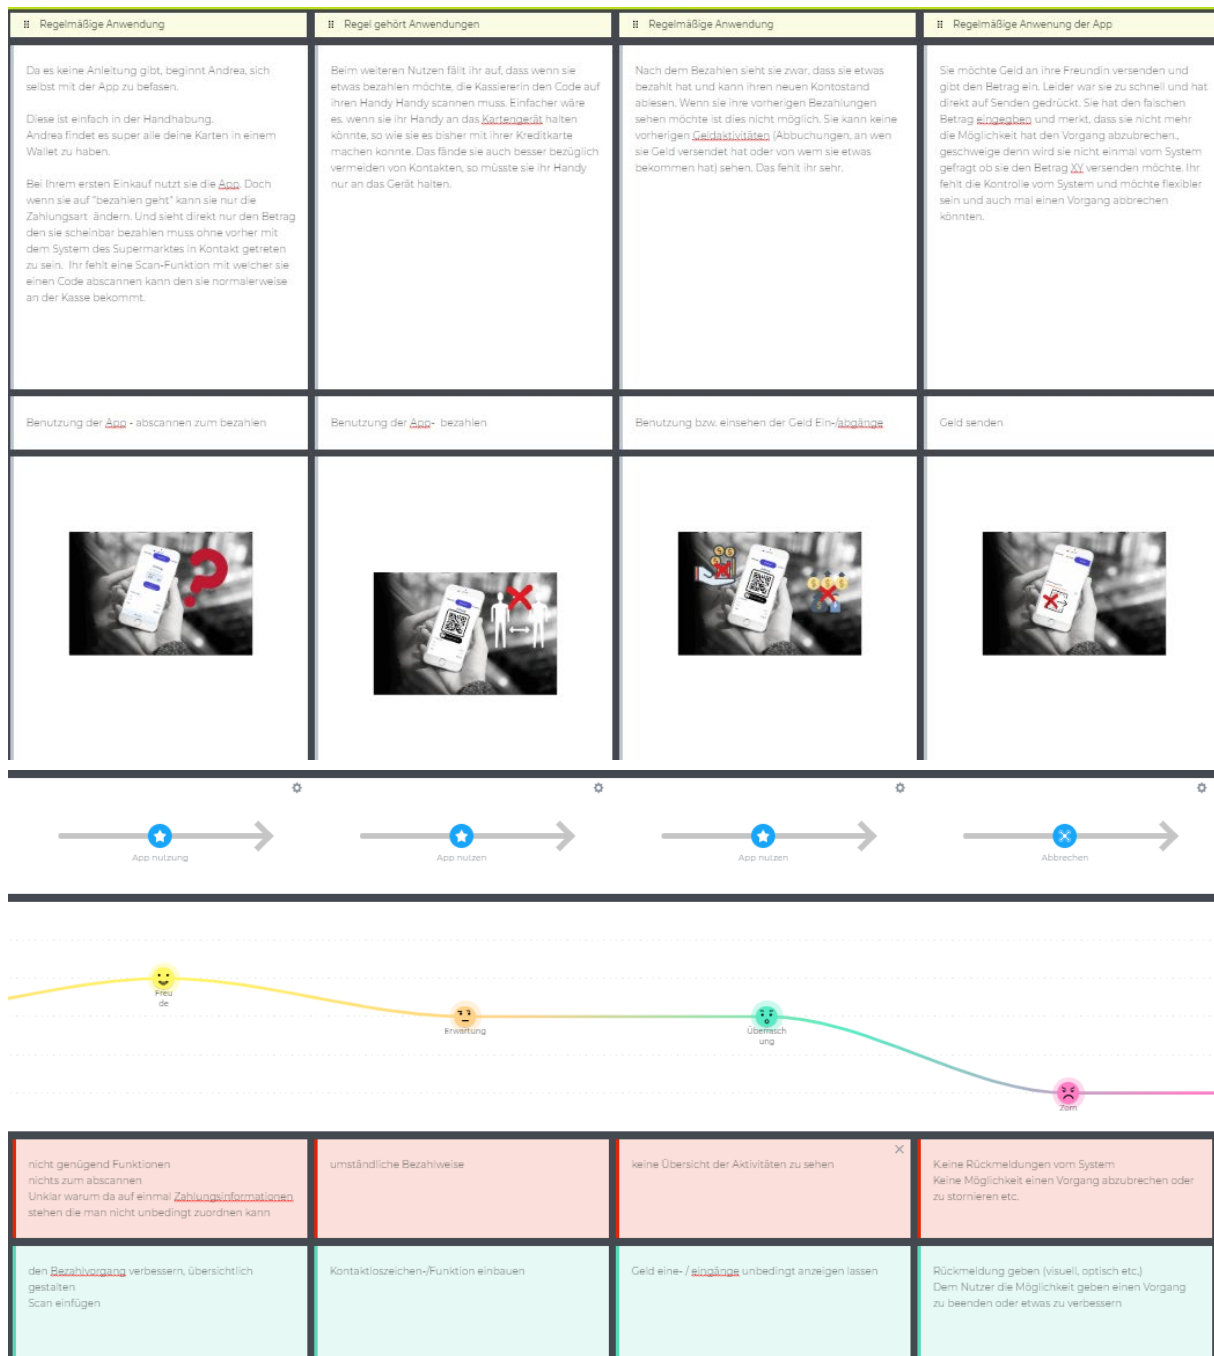 Regelmäßige Anwendung
Regel gehört Anwendungen
Regelmäßige Anwendung
Regelmäßige Anwenung der App
Da es keine Anleitung gibt, beginnt Andrea, sich
selbst mit der App zu befasen.
Diese ist einfach in der Handhabung.
Andrea findet es super alle deine Karten in einem
Wallet zu haben.
Bei Ihrem ersten Einkauf nutzt sie die App. Doch
wenn sie auf "bezahlen geht" kann sie nur die
Zahlungsart ändern. Und sieht direkt nur den Betrag
den sie scheinbar bezahlen muss ohne vorher mit
dem System des Supermarktes in Kontakt getreten
zu sein. Ihr fehlt eine Scan-Funktion mit welcher sie
einen Code abscannen kann den sie normalerweise
an der Kasse bekommt.
Beim weiteren Nutzen fällt ihr auf, dass wenn sie
etwas bezahlen möchte, die Kassiererin den Code auf
ihren Handy Handy scannen muss. Einfacher wäre
es, wenn sie ihr Handy an das Kartengerät halten
könnte, so wie sie es bisher mit ihrer Kreditkarte
machen konnte. Das fände sie auch besser bezüglich
vermeiden von Kontakten, so müsste sie ihr Handy
nur an das Gerät halten.
Nach dem Bezahlen sieht sie zwar, dass sie etwas
bezahlt hat und kann ihren neuen Kontostand
ablesen. Wenn sie ihre vorherigen Bezahlungen
sehen möchte ist dies nicht möglich. Sie kann keine
vorherigen Geldaktivitäten (Abbuchungen, an wen
sie Geld versendet hat oder von wem sie etwas
bekommen hat) sehen. Das fehlt ihr sehr.
Sie möchte Geld an ihre Freundin versenden und
gibt den Betrag ein. Leider war sie zu schnell und hat
direkt auf Senden gedrückt. Sie hat den falschen
Betrag eingegben und merkt, dass sie nicht mehr
die Möglichkeit hat den Vorgang abzubrechen.,
geschweige denn wird sie nicht einmal vom System
gefragt ob sie den Betrag XY versenden möchte. Ihr
fehlt die Kontrolle vom System und möchte flexibler
sein und auch mal einen Vorgang abbrechen
könnten.
Benutzung der App - abscannen zum bezahlen
Benutzung der App- bezahlen
Benutzung bzw. einsehen der Geld Ein-/abgänge
Geld senden
App nutzung
App nutzen
App nutzen
Abbrechen
Freu
de
Erwartung
Überrasch
ung
Zorn
nicht genügend Funktionen
nichts zum abscannen
Unklar warum da auf einmal Zahlungsinformationen
stehen die man nicht unbedingt zuordnen kann
umständliche Bezahlweise
keine Übersicht der Aktivitäten zu sehen
Keine Rückmeldungen vom System
Keine Möglichkeit einen Vorgang abzubrechen oder
zu stornieren etc.
den Bezahlvorgang verbessern, übersichtlich
gestalten
Scan einfügen
Kontaktloszeichen-/Funktion einbauen
Geld eine- / eingänge unbedingt anzeigen lassen
Rückmeldung geben (visuell, optisch etc,)
Dem Nutzer die Möglichkeit geben einen Vorgang
zu beenden oder etwas zu verbessern